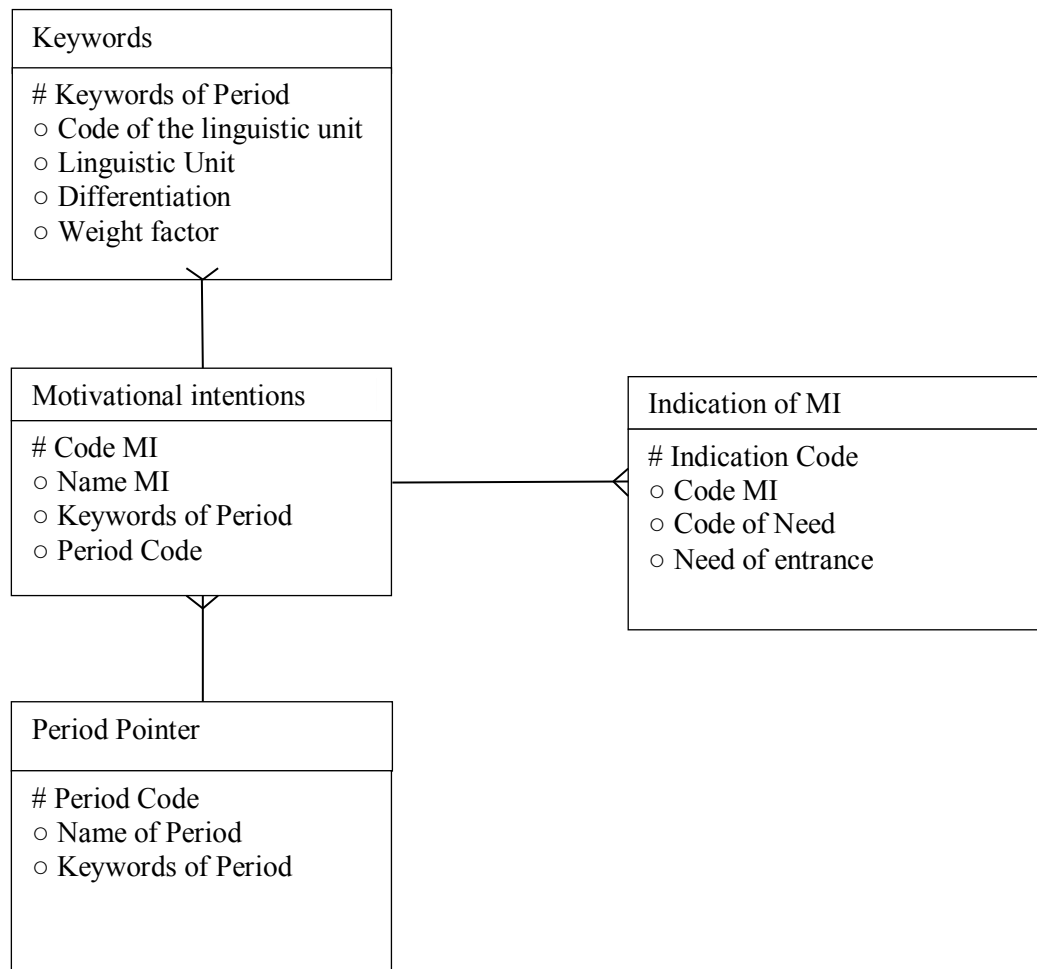 Keywords
# Keywords of Period
○ Code of the linguistic unit
○ Linguistic Unit
○ Differentiation
○ Weight factor
Motivational intentions
# Code MI
○ Name MI
○ Keywords of Period
○ Period Code
Indication of MI
# Indication Code
○ Code MI
○ Code of Need
○ Need of entrance
Period Pointer
# Period Code
○ Name of Period
○ Keywords of Period